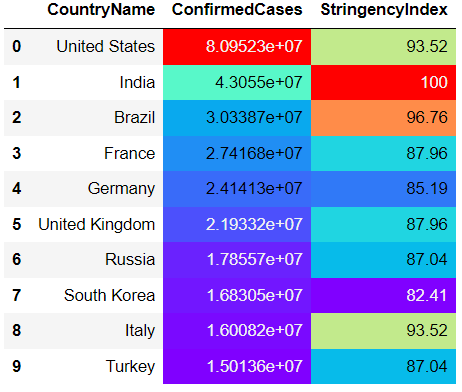 CountryName ConfirmedCases StringencyIndex
0 United States 8.09523e+07 93.52
1 India 4.3055e+07 100
2 Brazil 3.03387e+07 96.76
3 France 2.74168e+07 87.96
4 Germany 2.41413e+07 85.19
5 United Kingdom 2.19332e+07 87.96
6 Russia 1.78557e+07 87.04
7 South Korea 1.68305e+07 82.41
8 Italy 1.60082e+07 93.52
9 Turkey 1.50136e+07 87.04